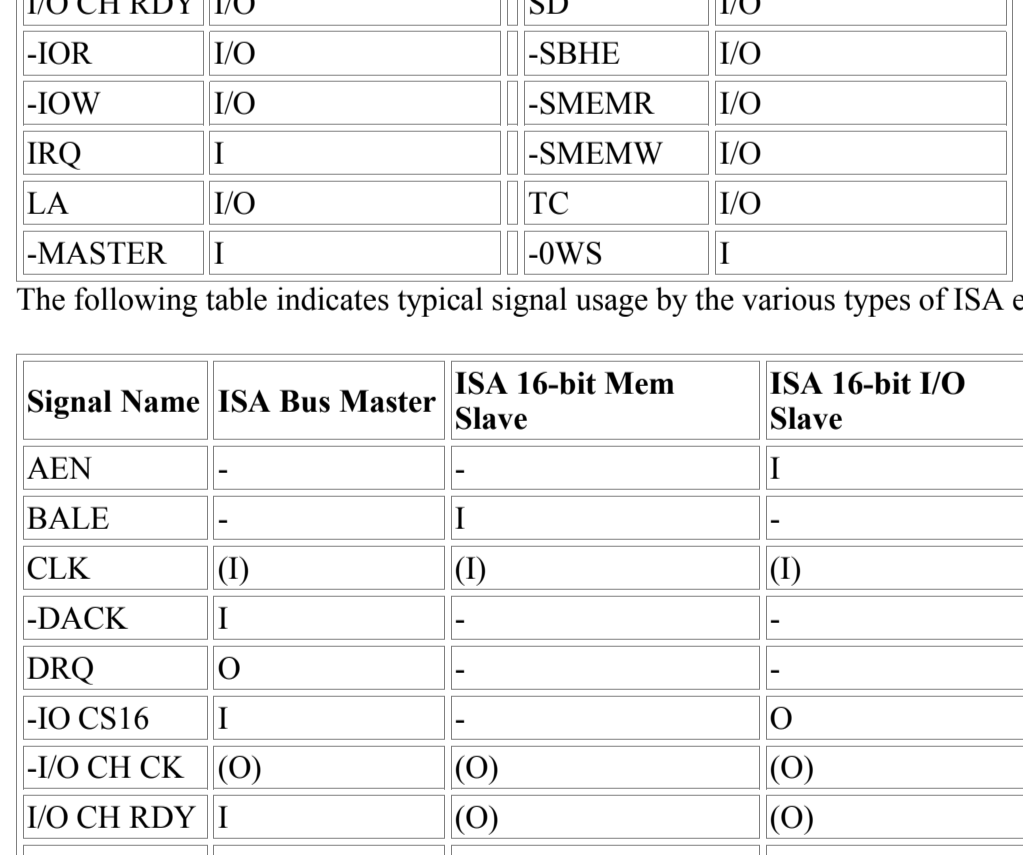 I/O CH RDY I/O SD I/O
-IOR I/O -SBHE I/O
-IOW I/O -SMEMR I/O
IRQ I -SMEMW I/O
LA I/O TC I/O
-MASTER I -0WS I
The following table indicates typical signal usage by the various types of ISA
Signal Name ISA Bus Master ISA 16-bit Mem Slave ISA 16-bit I/O Slave
AEN - - I
BALE - I -
CLK (I) (I) (I)
-DACK I - -
DRQ O - -
-IO CS16 I - O
-I/O CH CK (O) (O) (O)
I/O CH RDY I (O) (O)